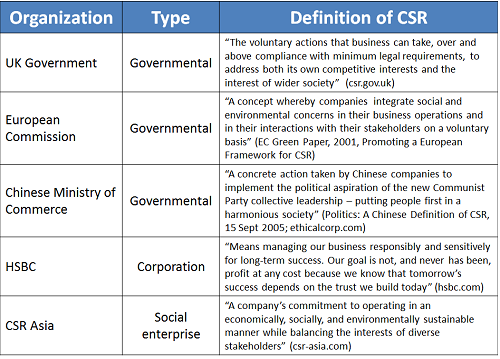 Organization Type Definition of CSR
UK Government Governmental
“The voluntary actions that business can take, over and
above compliance with minimum legal requirements, to
address both its own competitive interests and the
interest of wider society” (csr.gov.uk)
European
Commission
Governmental
“A concept whereby companies integrate social and
environmental concerns in their business operations and
in their interactions with their stakeholders on a voluntary
basis” (EC Green Paper, 2001, Promoting a European
Framework for CSR)
Chinese Ministry of
Commerce
Governmental
“A concrete action taken by Chinese companies to
implement the political aspiration of the new Communist
Party collective leadership – putting people first in a
harmonious society” (Politics: A Chinese Definition of CSR,
15 Sept 2005; ethicalcorp.com)
HSBC Corporation
“Means managing our business responsibly and sensitively
for long-term success. Our goal is not, and never has been,
profit at any cost because we know that tomorrow’s
success depends on the trust we build today” (hsbc.com)
CSR Asia
Social
enterprise
“A company’s commitment to operating in an
economically, socially, and environmentally sustainable
manner while balancing the interests of diverse
stakeholders” (csr-asia.com)